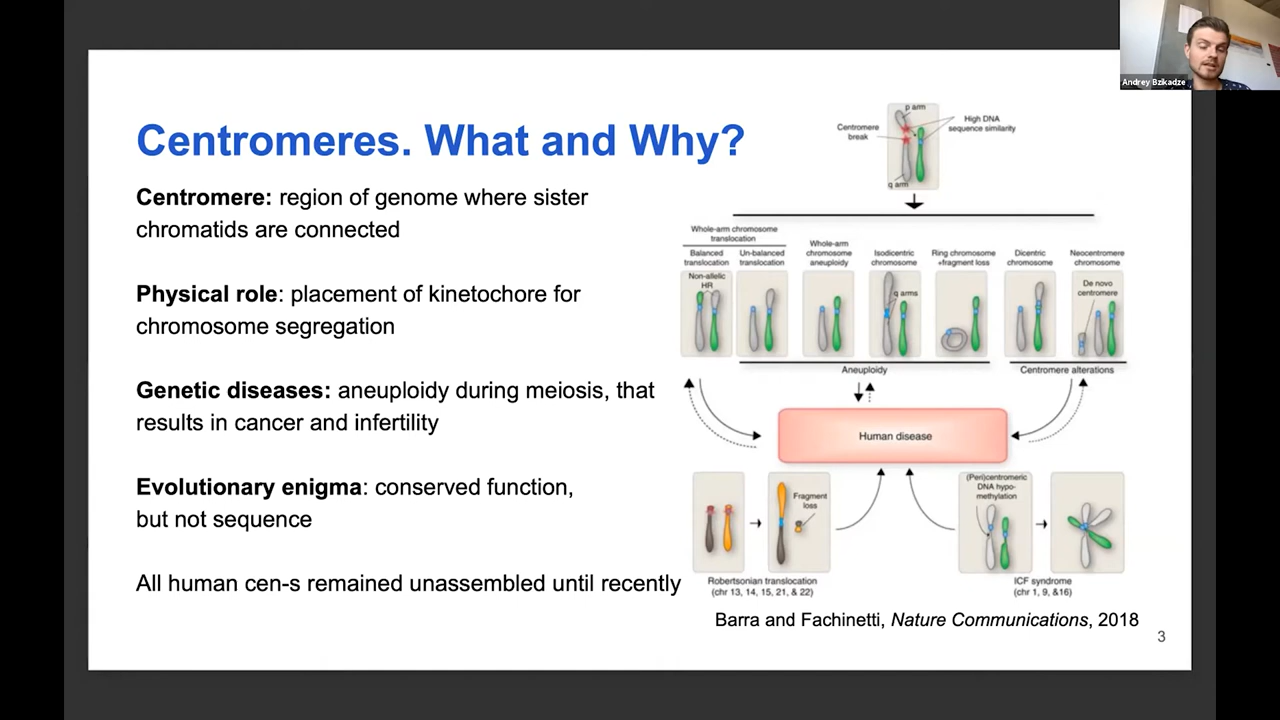 Andrey Bzikadze
Centromeres. What and Why?
Centromere: region of genome where sister
chromatids are connected
Physical role: placement of kinetochore for
chromosome segregation
Genetic diseases: aneuploidy during meiosis, that
results in cancer and infertility
Evolutionary enigma: conserved function,
but not sequence
All human cen-s remained unassembled until recently
p arm
Centromere
break
High DNA
sequence similarity
q arm
Whole-arm chromosome
translocation
Balanced
translocation
Un-balanced
translocation
Whole-arm
chromosome
aneuploidy
Isodicentric
chromosome
Ring chromosome
+fragment loss
Dicentric
chromosome
Neocentromere
chromosome
Non-allelic
HR
q arms
De novo
centromere
Aneuploidy
Centromere alterations
Human disease
Fragment
loss
(Peri)centromeric
DNA hypo-
methylation
Robertsonian translocation
(chr 13, 14, 15, 21, & 22)
ICF syndrome
(chr 1, 9, &16)
Barra and Fachinetti, Nature Communications, 2018
3